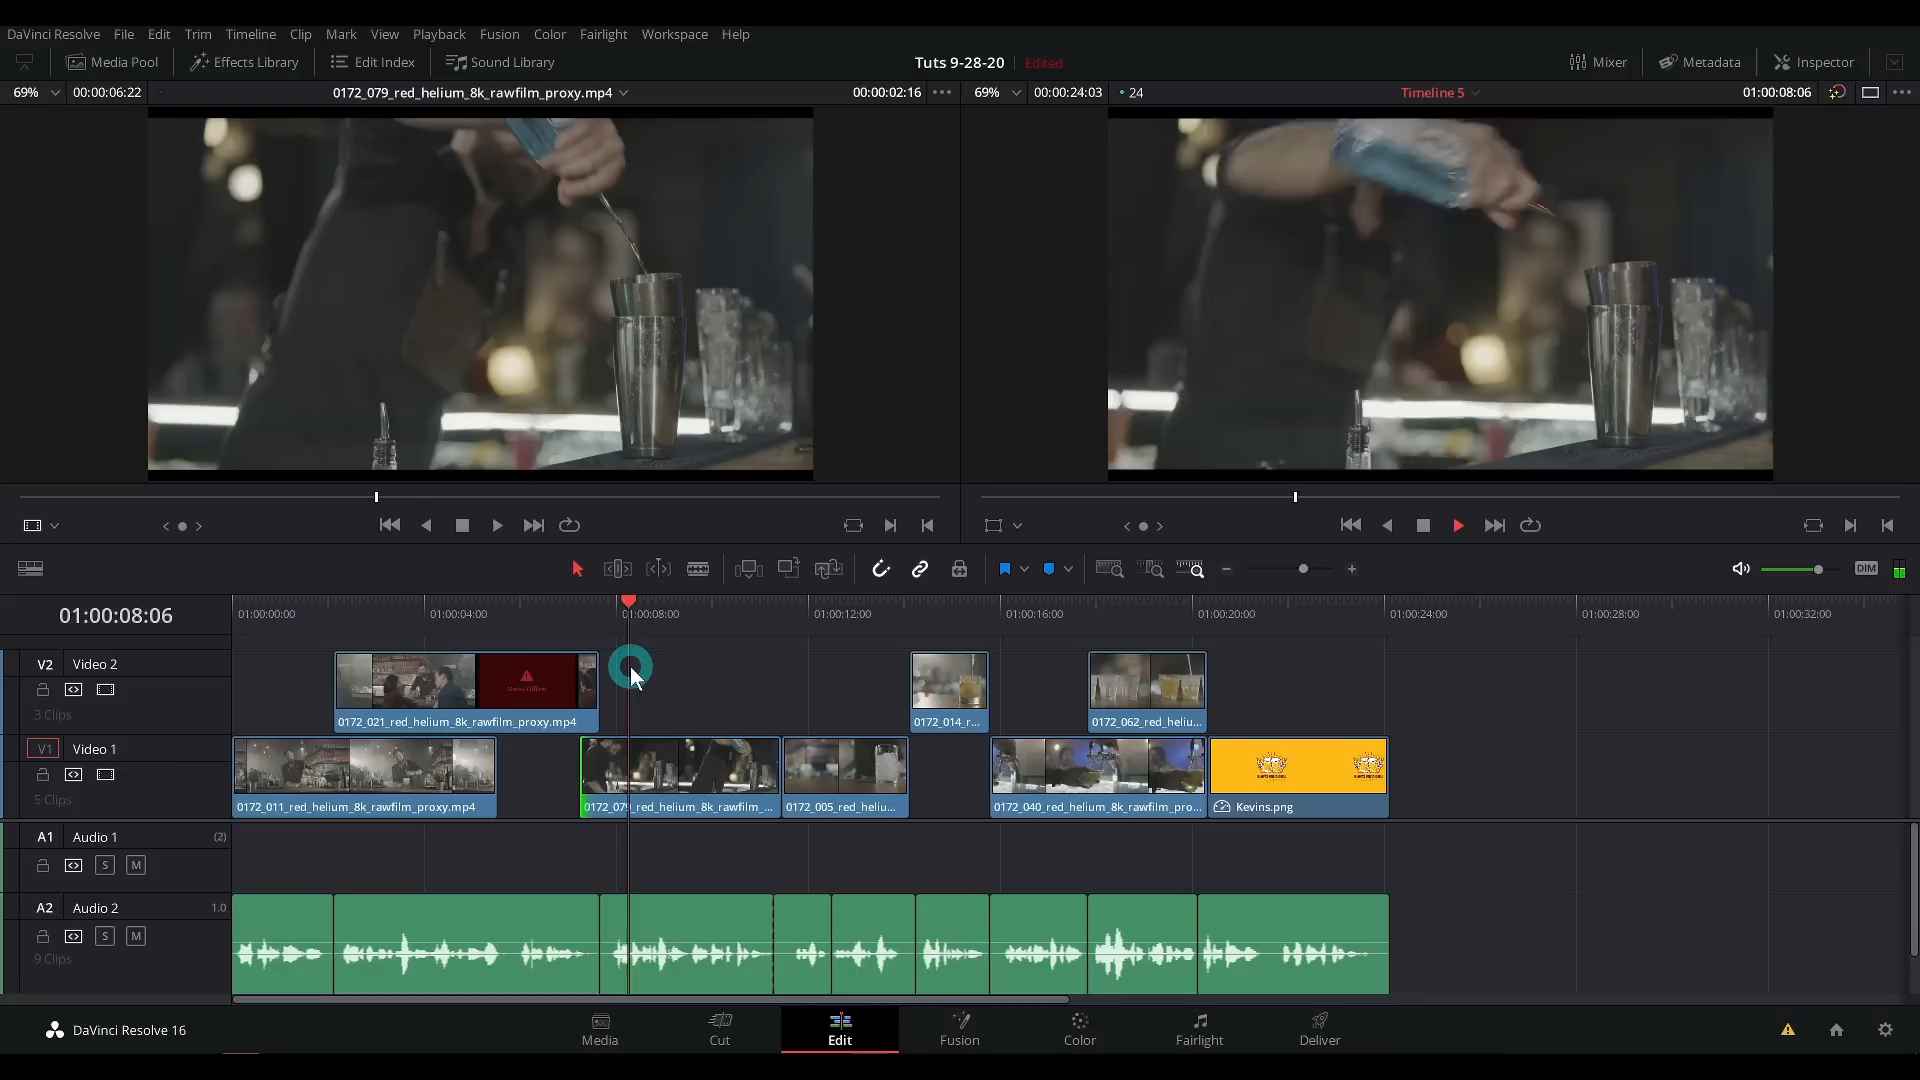 DaVinci Resolve File Edit Trim Timeline Clip Mark View Playback Fusion Color Fairlight Workspace Help
Media Pool Effects Library Edit Index Sound Library Tuts 9-28-20 Edited Mixer Metadata Inspector
69% 00:00:06:22 0172_079_red_helium_8k_rawfilm_proxy.mp4 00:00:02:16 ••• 69% 00:00:24:03 • 24 Timeline 5 01:00:08:06 •••
DIM
01:00:08:06 01:00:00:00 01:00:04:00 01:00:08:00 01:00:12:00 01:00:16:00 01:00:20:00 01:00:24:00 01:00:28:00 01:00:32:00
V2 Video 2
3 Clips
Media Offline
0172_021_red_helium_8k_rawfilm_proxy.mp4 0172_014_r... 0172_062_red_heliu...
V1 Video 1
5 Clips
0172_011_red_helium_8k_rawfilm_proxy.mp4 0172_079_red_helium_8k_rawfilm_... 0172_005_red_heliu... 0172_040_red_helium_8k_rawfilm_pro... Kevins.png
A1 Audio 1 (2)
S M
A2 Audio 2 1.0
S M
9 Clips
DaVinci Resolve 16 Media Cut Edit Fusion Color Fairlight Deliver